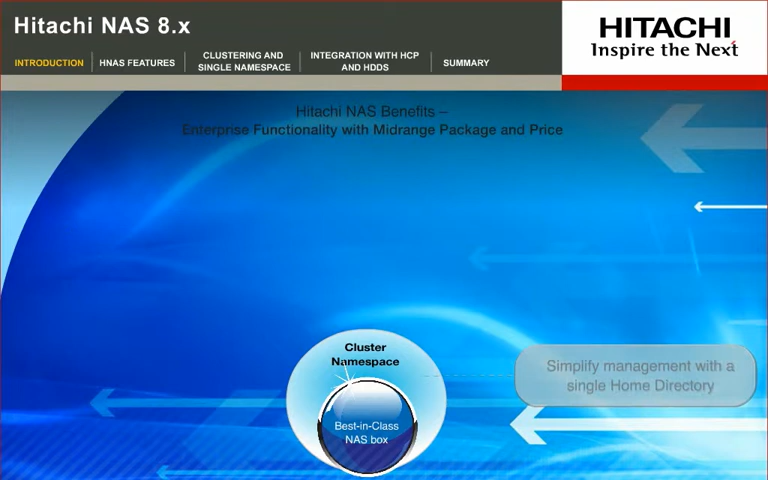 Hitachi NAS 8.x
HITACHI
Inspire the Next
INTRODUCTION
HNAS FEATURES
CLUSTERING AND
SINGLE NAMESPACE
INTEGRATION WITH HCP
AND HDDS
SUMMARY
Hitachi NAS Benefits –
Enterprise Functionality with Midrange Package and Price
Cluster
Namespace
Simplify management with a
single Home Directory
Best-in-Class
NAS box